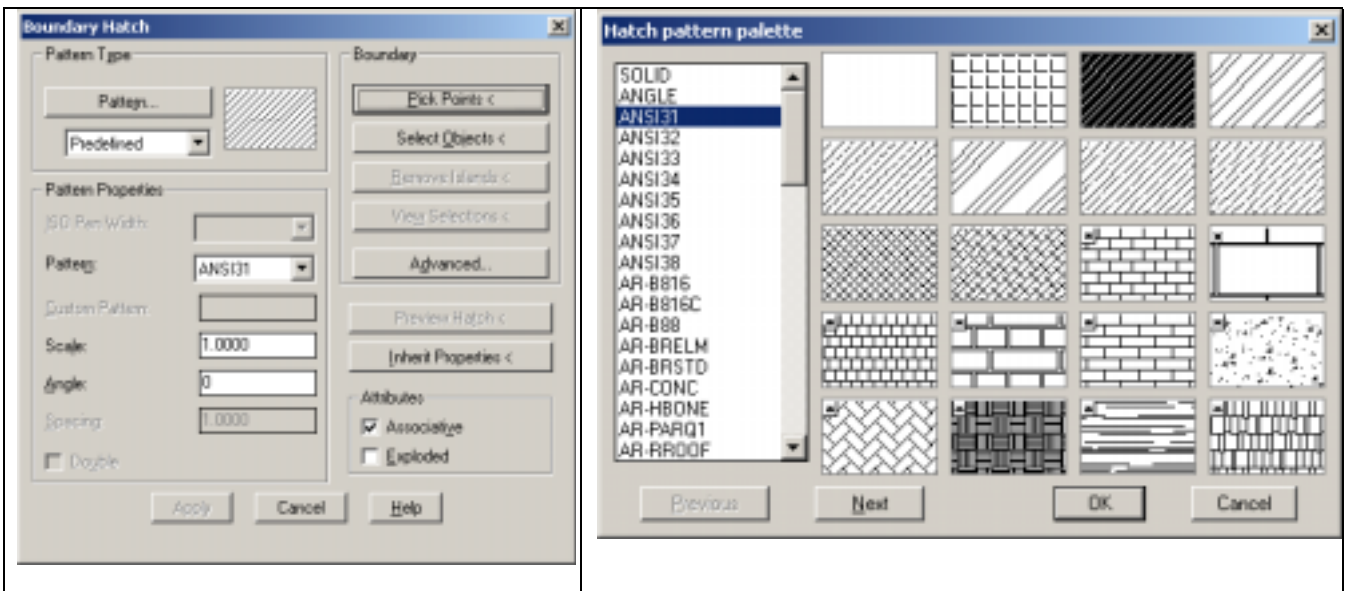 Boundary Hatch
Pattern Type
Pattern...
Predefined
Pattern Properties
ISO Pen Width:
Pattern:
ANSI31
Custom Pattern:
Scale:
1.0000
Angle:
0
Spacing:
1.0000
Double
Boundary
Pick Points <
Select Objects <
Remove Islands <
View Selections <
Advanced...
Preview Hatch <
Inherit Properties <
Attributes
Associative
Exploded
Apply
Cancel
Help
Hatch pattern palette
SOLID
ANGLE
ANSI31
ANSI32
ANSI33
ANSI34
ANSI35
ANSI36
ANSI37
ANSI38
AR-B816
AR-B816C
AR-B88
AR-BRELM
AR-BRSTD
AR-CONC
AR-HBONE
AR-PARQ1
AR-RROOF
Previous
Next
OK
Cancel